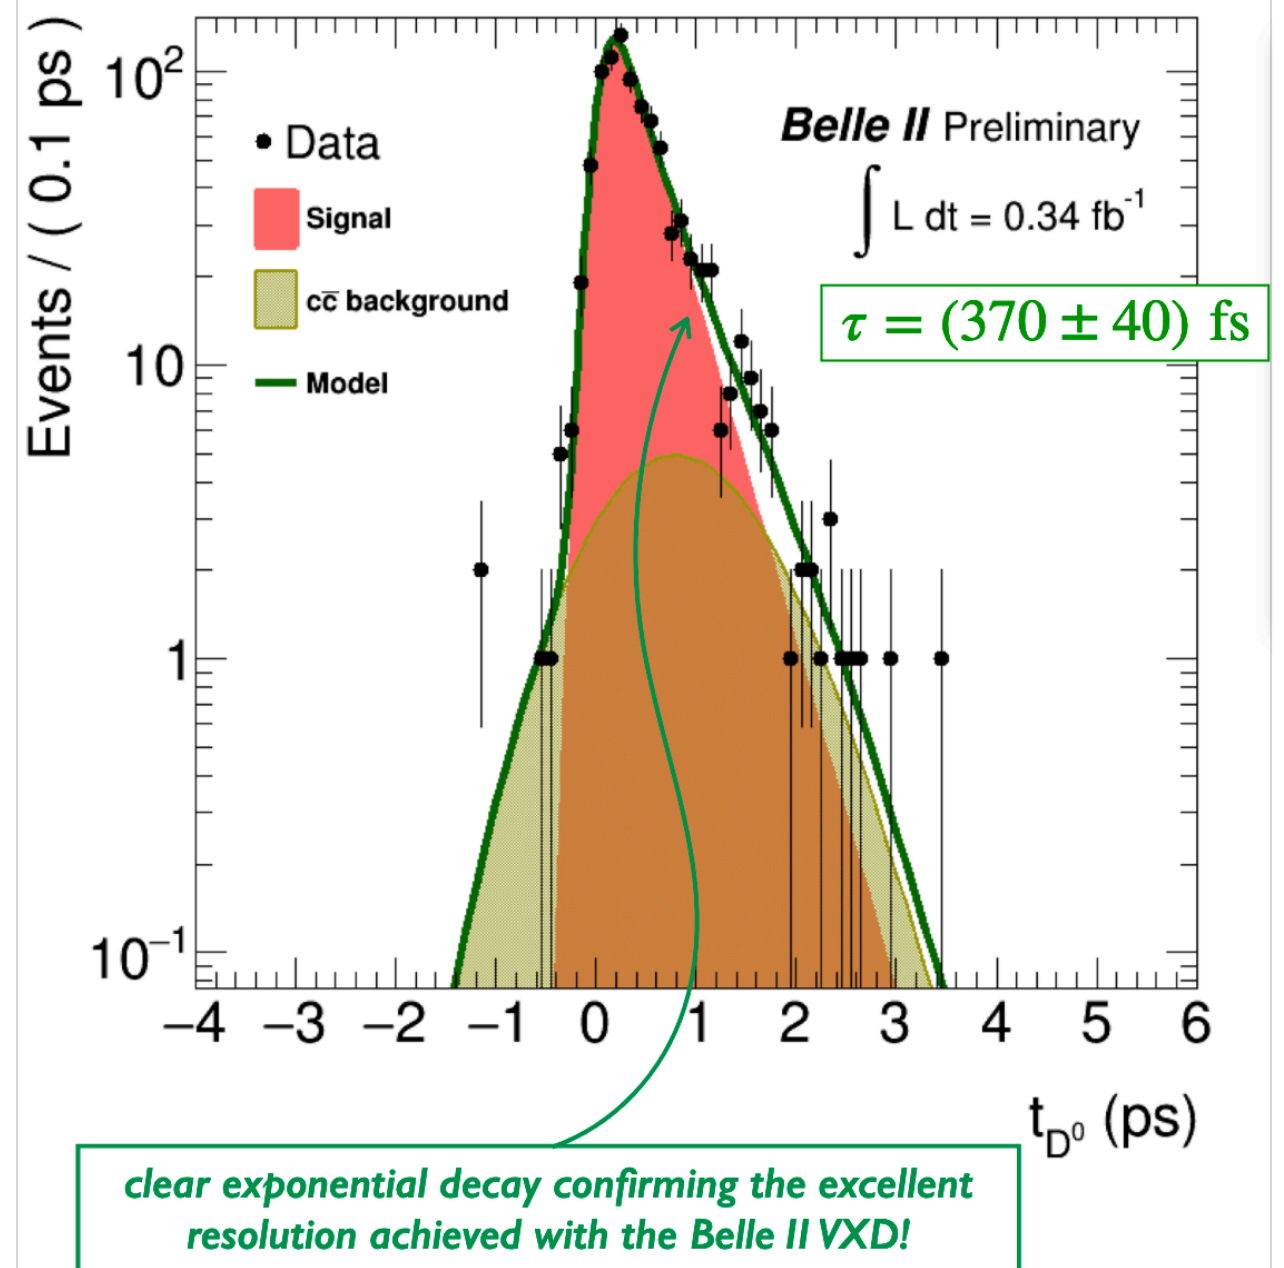 Events / ( 0.1 ps )
10²
10
1
10⁻¹
Data
Signal
cc̅ background
Model
Belle II Preliminary
∫ L dt = 0.34 fb⁻¹
τ = (370 ± 40) fs
−4 −3 −2 −1 0 1 2 3 4 5 6
t_D⁰ (ps)
clear exponential decay confirming the excellent
resolution achieved with the Belle II VXD!